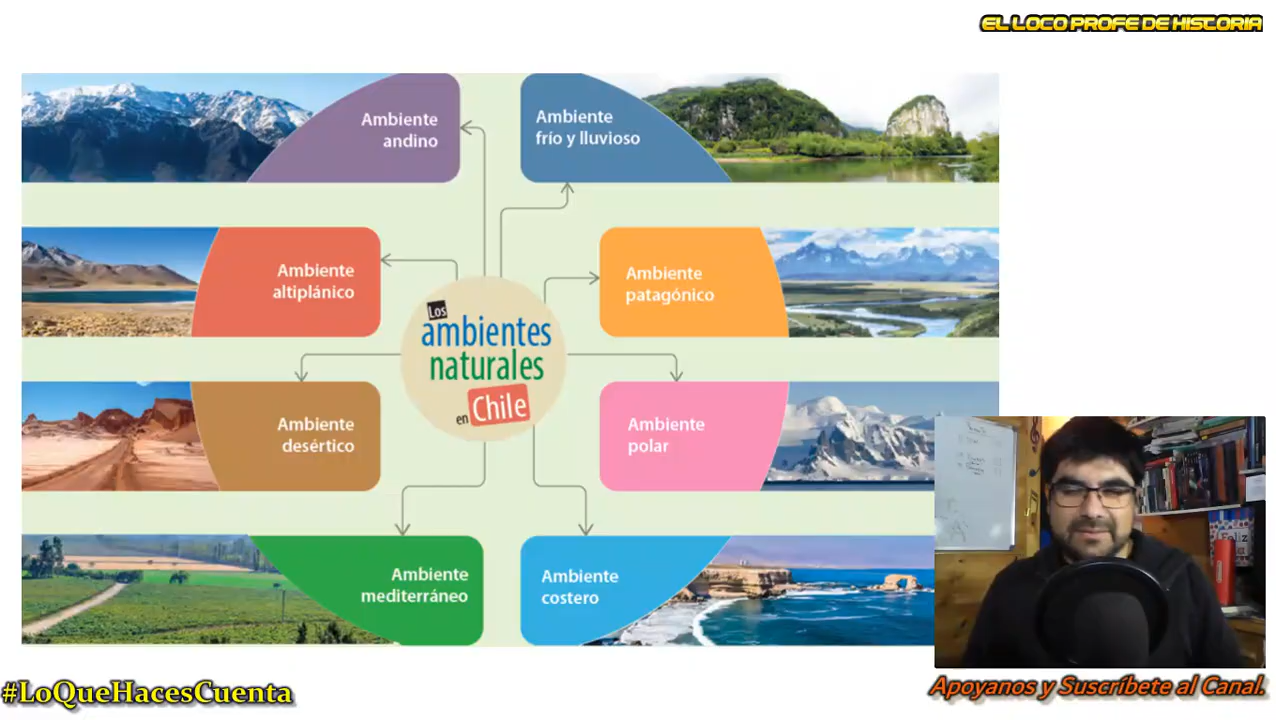 EL LOCO PROFE DE HISTORIA
Ambiente
andino
Ambiente
frío y lluvioso
Ambiente
altiplánico
Ambiente
patagónico
Los
ambientes
naturales
en Chile
Ambiente
desértico
Ambiente
polar
Ambiente
mediterráneo
Ambiente
costero
Feliz
#LoQueHacesCuenta
Apoyanos y Suscríbete al Canal.